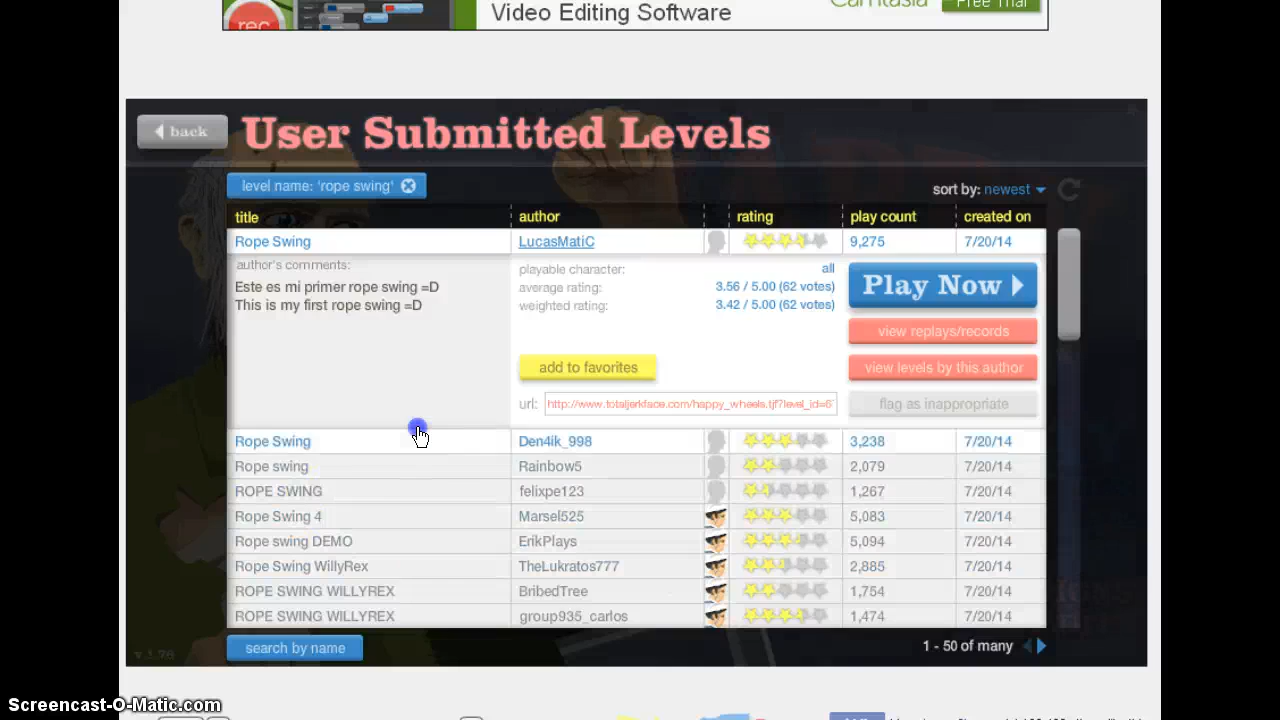 rec
Video Editing Software
Camtasia
Free Trial
back
User Submitted Levels
level name: 'rope swing'
sort by: newest
title author rating play count created on
Rope Swing LucasMatiC 9,275 7/20/14
author's comments:
Este es mi primer rope swing =D
This is my first rope swing =D
playable character: all
average rating: 3.56 / 5.00 (62 votes)
weighted rating: 3.42 / 5.00 (62 votes)
Play Now
view replays/records
add to favorites
view levels by this author
url: http://www.totaljerkface.com/happy_wheels.tjf?level_id=6
flag as inappropriate
Rope Swing Den4ik_998 3,238 7/20/14
Rope swing Rainbow5 2,079 7/20/14
ROPE SWING felixpe123 1,267 7/20/14
Rope Swing 4 Marsel525 5,083 7/20/14
Rope swing DEMO ErikPlays 5,094 7/20/14
Rope Swing WillyRex TheLukratos777 2,885 7/20/14
ROPE SWING WILLYREX BribedTree 1,754 7/20/14
ROPE SWING WILLYREX group935_carlos 1,474 7/20/14
search by name
1 - 50 of many
Screencast-O-Matic.com